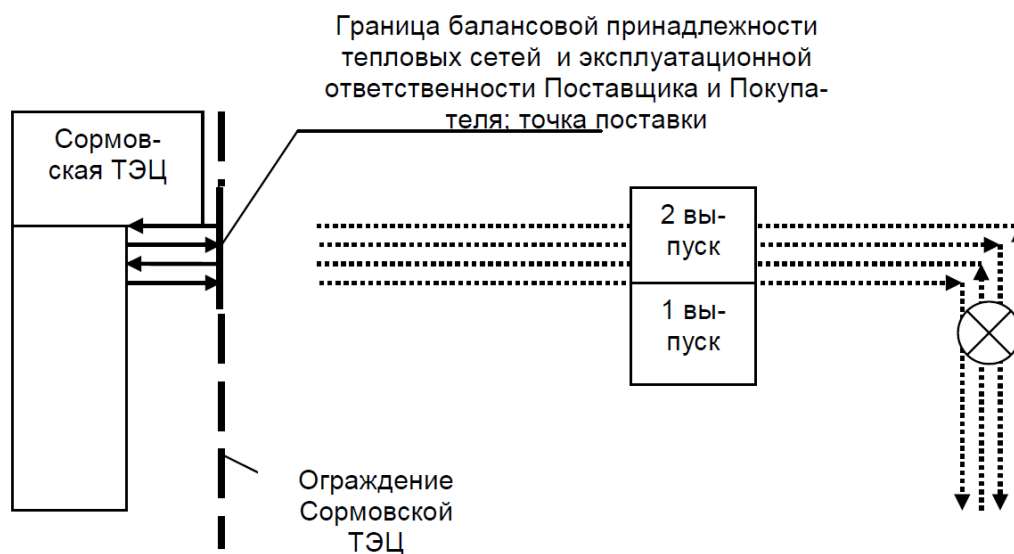 Граница балансовой принадлежности
тепловых сетей и эксплуатационной
ответственности Поставщика и Покупа-
теля; точка поставки
Сормов-
ская ТЭЦ
2 вы-
пуск
1 вы-
пуск
Ограждение
Сормовской
ТЭЦ